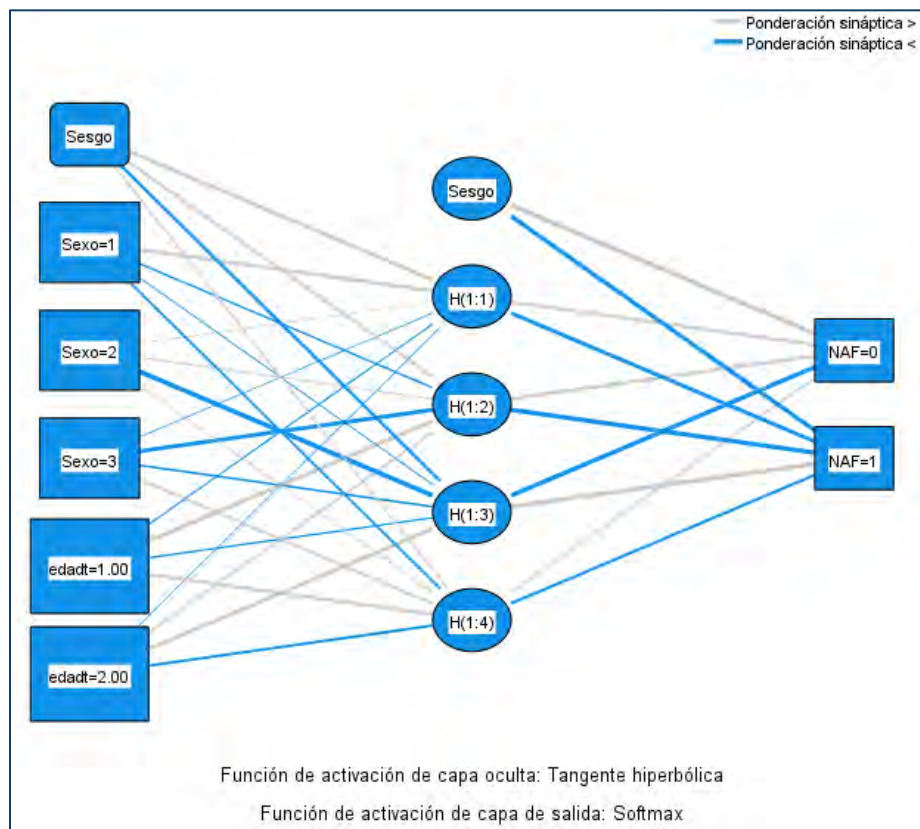 Ponderación sináptica >
Ponderación sináptica <
Sesgo
Sexo=1
Sexo=2
Sexo=3
edadt=1.00
edadt=2.00
Sesgo
H(1:1)
H(1:2)
H(1:3)
H(1:4)
NAF=0
NAF=1
Función de activación de capa oculta: Tangente hiperbólica
Función de activación de capa de salida: Softmax